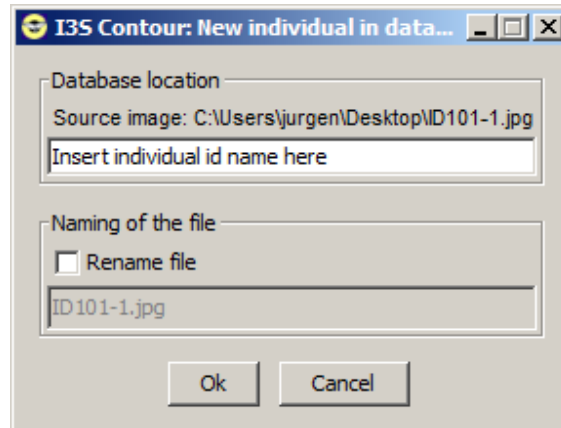 I3S Contour: New individual in data...
Database location
Source image: C:\Users\jurgen\Desktop\ID101-1.jpg
Insert individual id name here
Naming of the file
Rename file
ID101-1.jpg
Ok Cancel